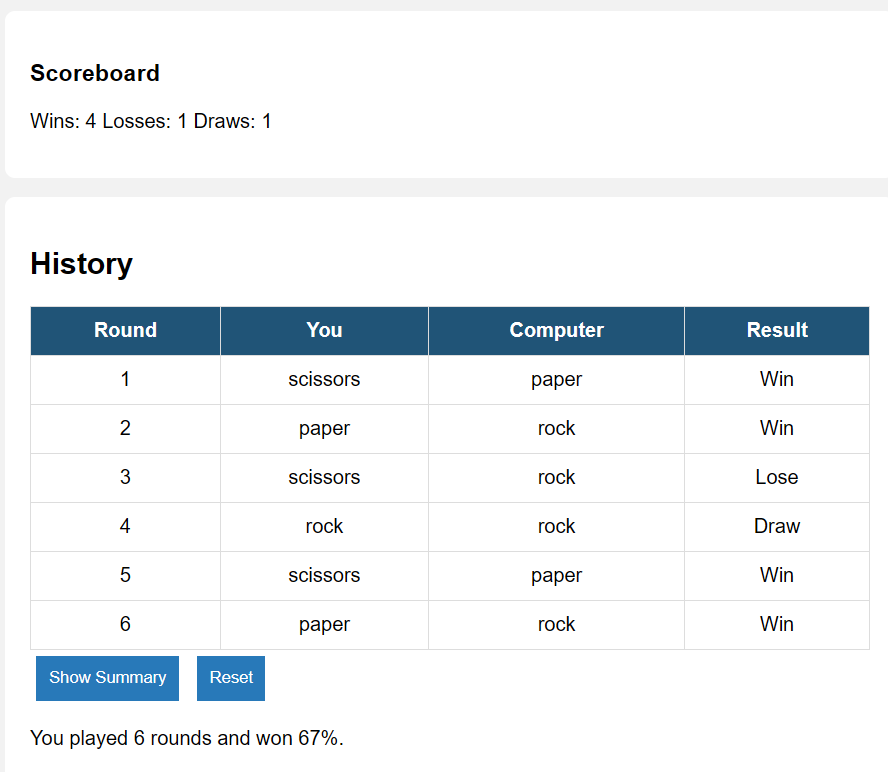 Scoreboard
Wins: 4 Losses: 1 Draws: 1
History
Round You Computer Result
1 scissors paper Win
2 paper rock Win
3 scissors rock Lose
4 rock rock Draw
5 scissors paper Win
6 paper rock Win
Show Summary Reset
You played 6 rounds and won 67%.